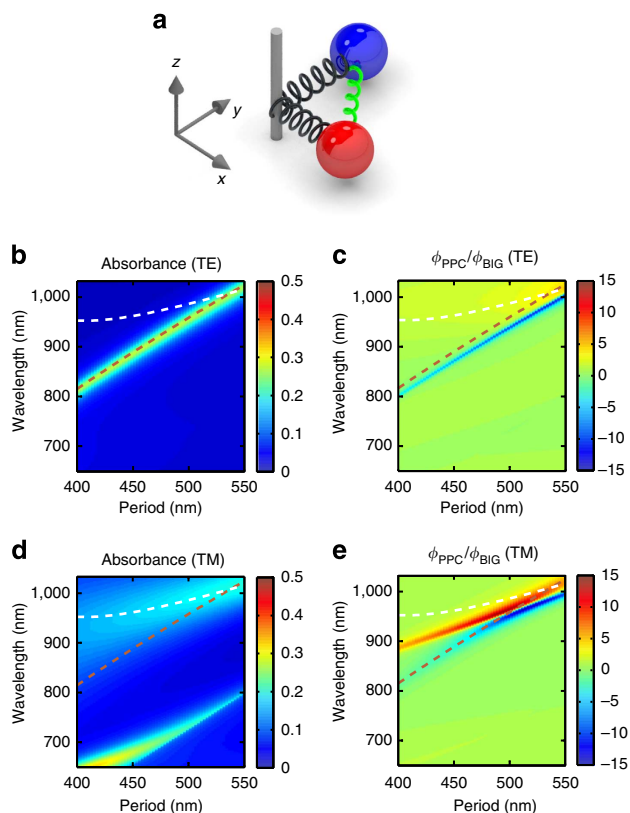 a
z
y
x
b
Absorbance (TE)
Wavelength (nm)
1,000
900
800
700
400 450 500 550
Period (nm)
0.5
0.4
0.3
0.2
0.1
0
c
ϕPPC/ϕBIG (TE)
Wavelength (nm)
1,000
900
800
700
400 450 500 550
Period (nm)
15
10
5
0
−5
−10
−15
d
Absorbance (TM)
Wavelength (nm)
1,000
900
800
700
400 450 500 550
Period (nm)
0.5
0.4
0.3
0.2
0.1
0
e
ϕPPC/ϕBIG (TM)
Wavelength (nm)
1,000
900
800
700
400 450 500 550
Period (nm)
15
10
5
0
−5
−10
−15